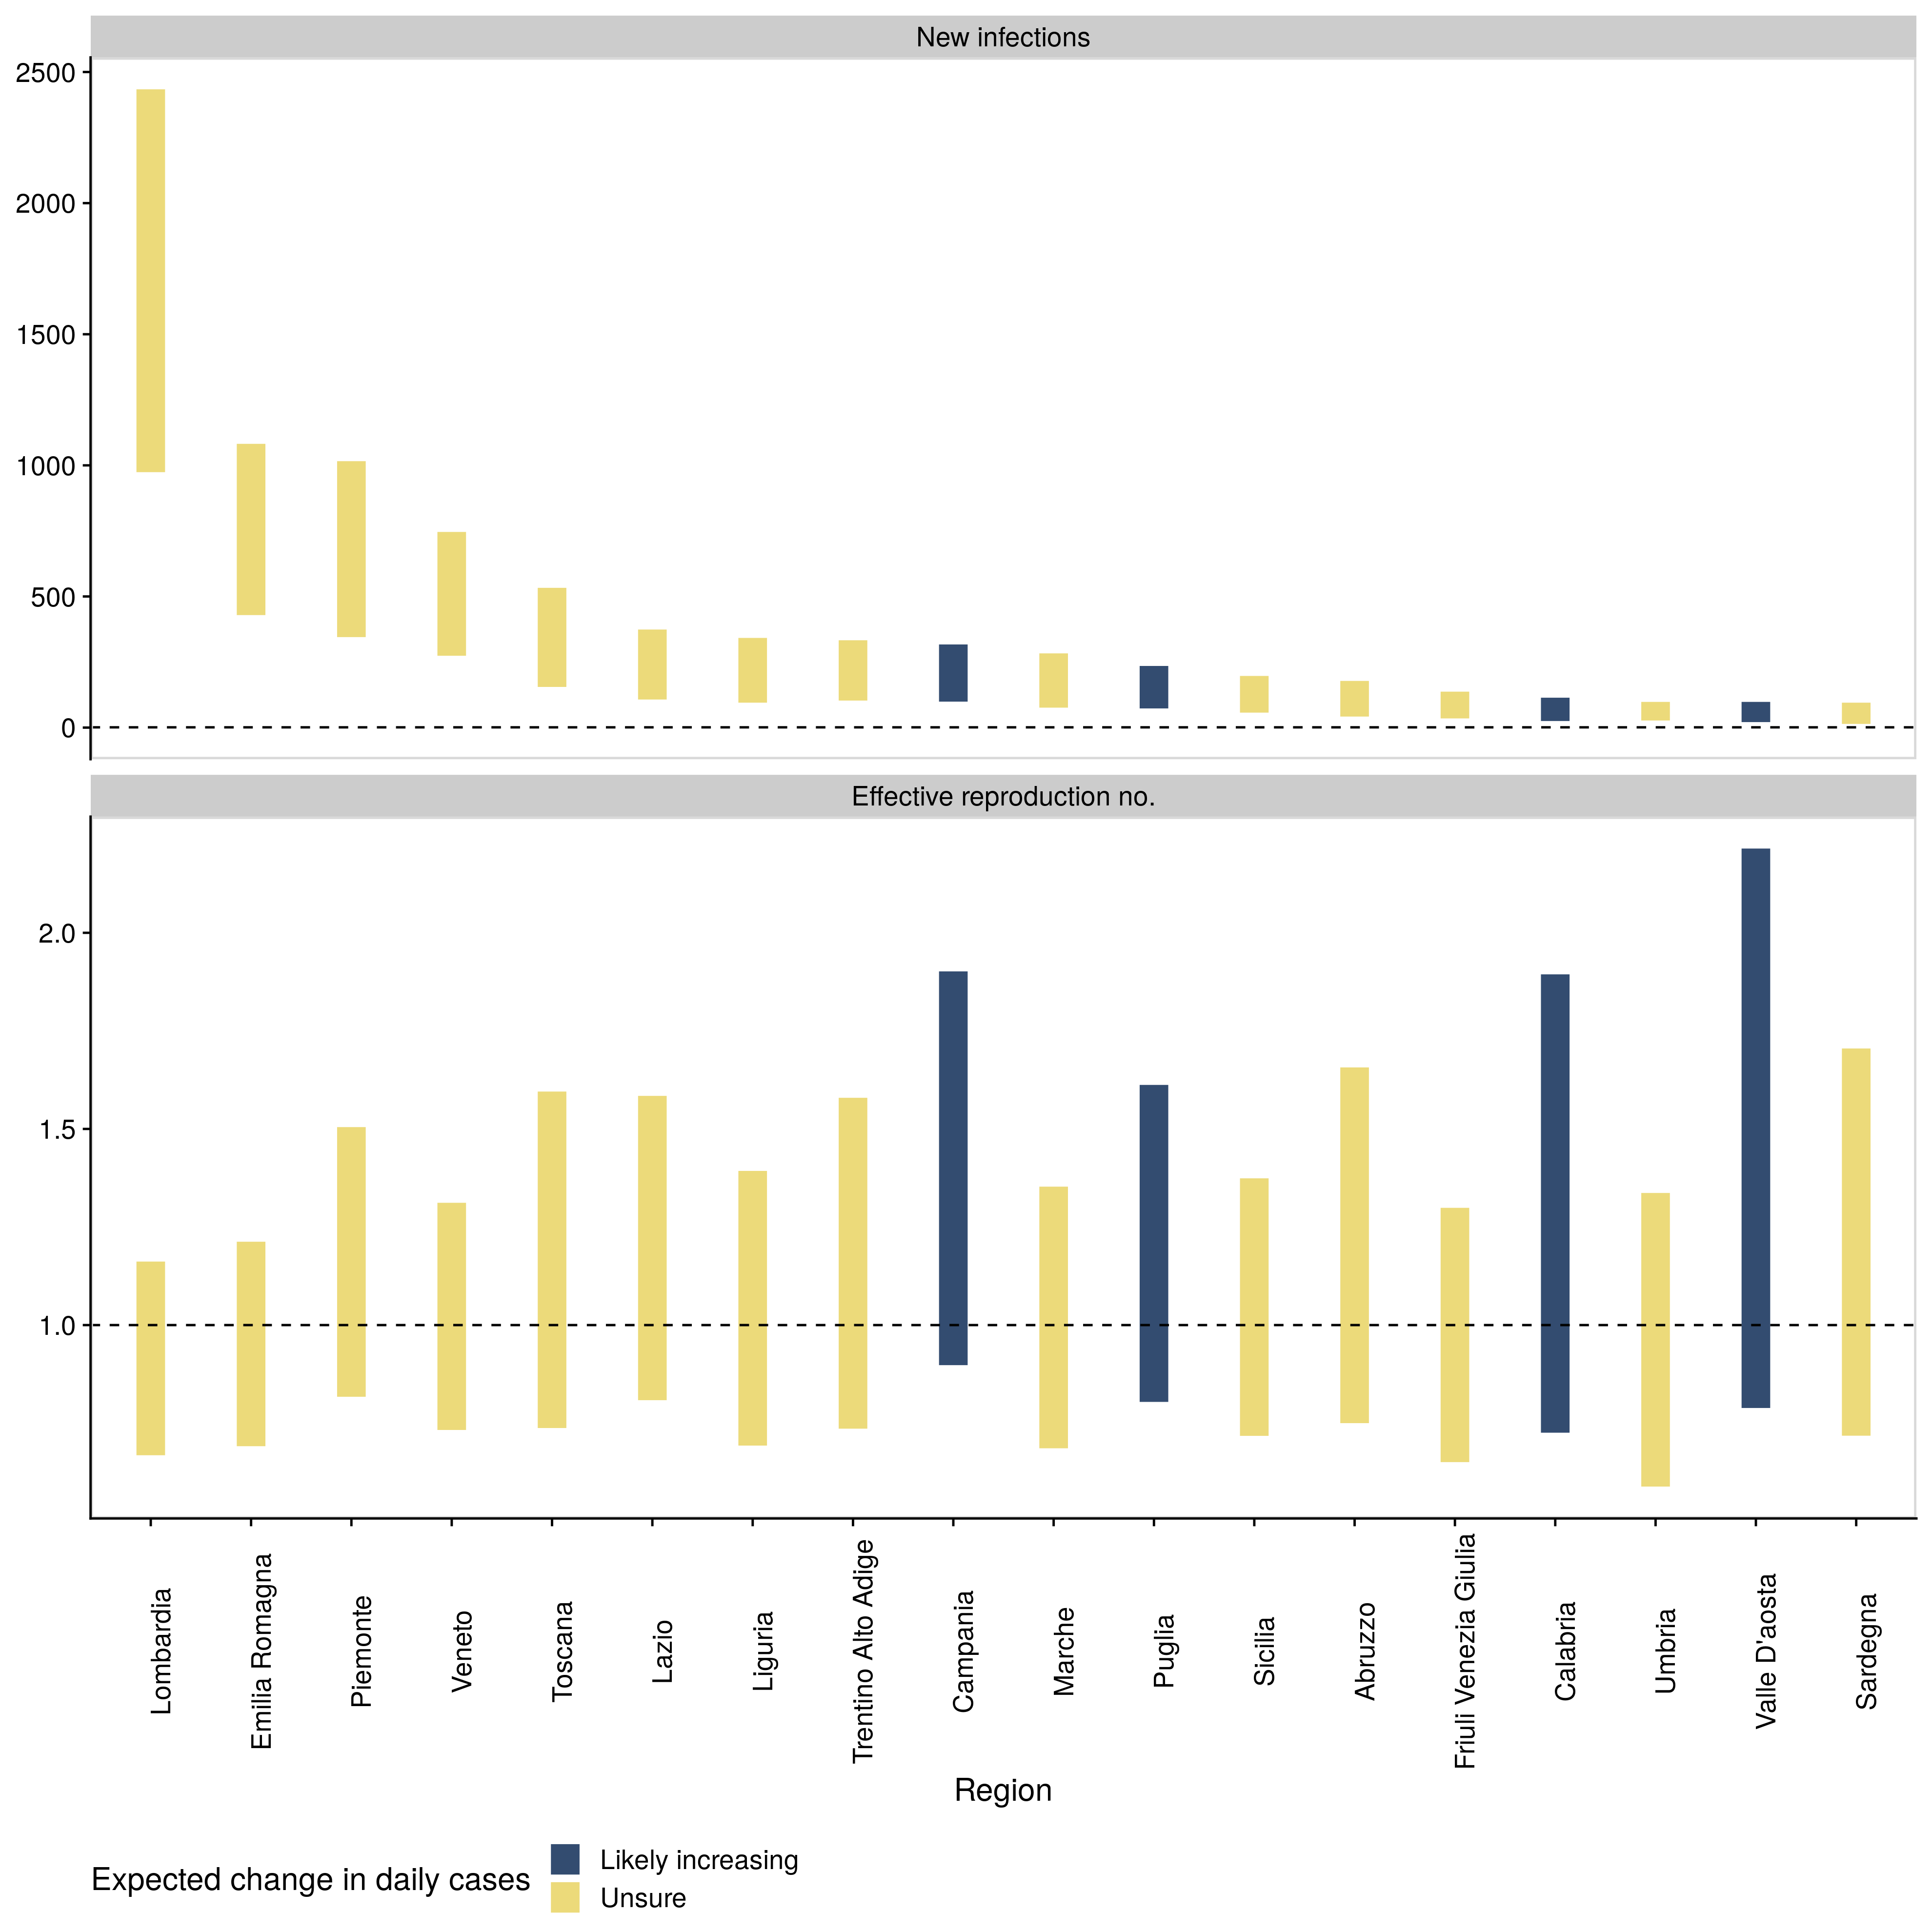 New infections
2500
2000
1500
1000
500
0
Effective reproduction no.
2.0
1.5
1.0
Lombardia
Emilia Romagna
Piemonte
Veneto
Toscana
Lazio
Liguria
Trentino Alto Adige
Campania
Marche
Puglia
Sicilia
Abruzzo
Friuli Venezia Giulia
Calabria
Umbria
Valle D'aosta
Sardegna
Region
Expected change in daily cases
Likely increasing
Unsure